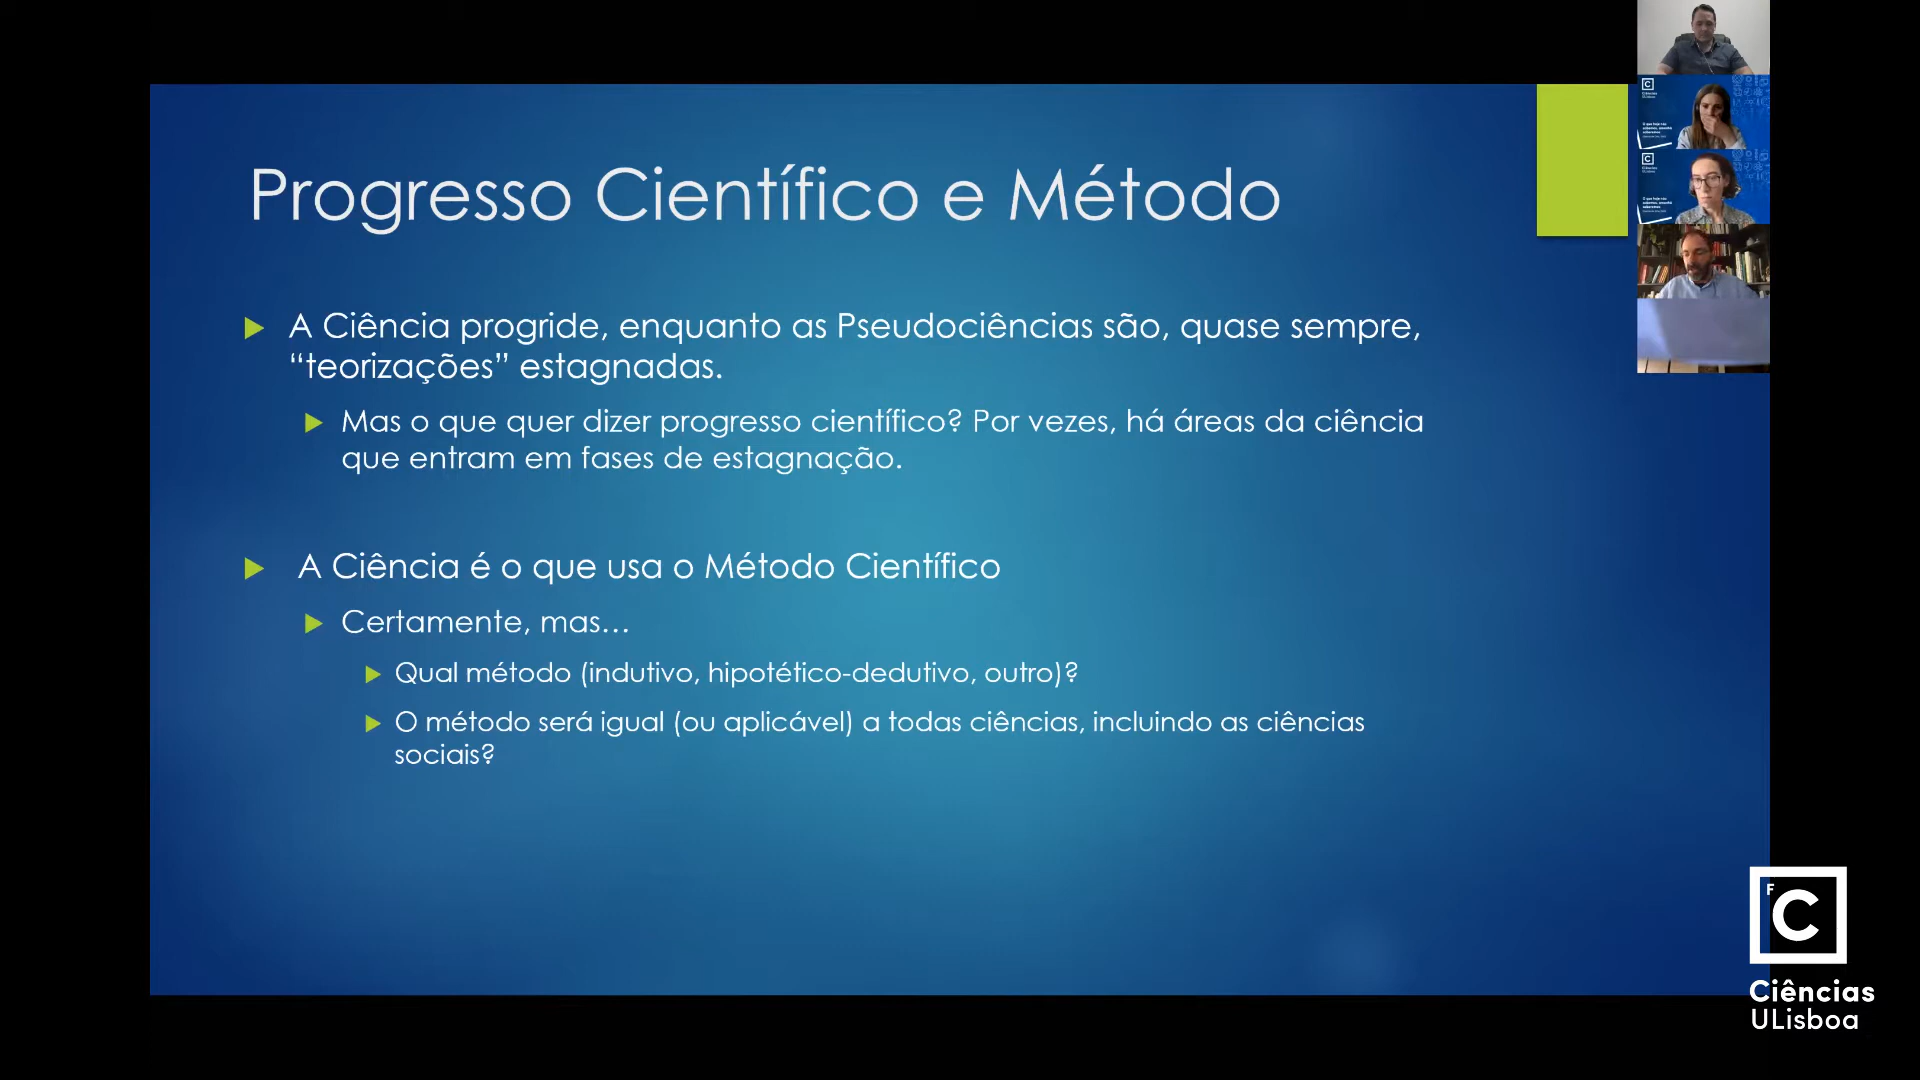 Progresso Científico e Método
A Ciência progride, enquanto as Pseudociências são, quase sempre,
“teorizações” estagnadas.
Mas o que quer dizer progresso científico? Por vezes, há áreas da ciência
que entram em fases de estagnação.
A Ciência é o que usa o Método Científico
Certamente, mas...
Qual método (indutivo, hipotético-dedutivo, outro)?
O método será igual (ou aplicável) a todas ciências, incluindo as ciências
sociais?
F
C
Ciências
ULisboa